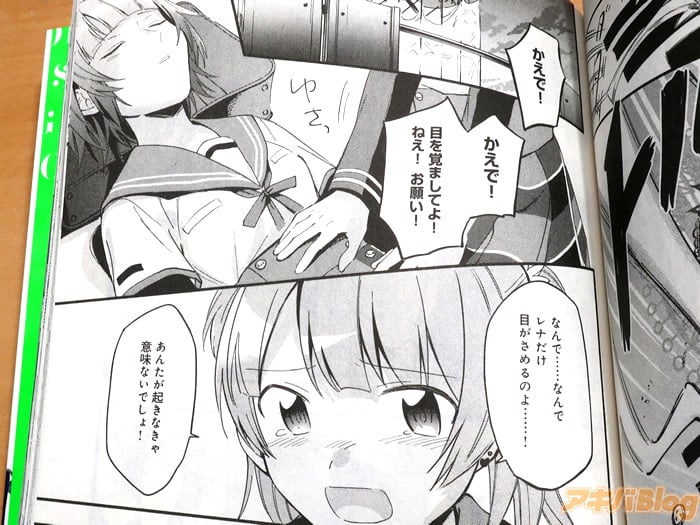 かえで！
かえで！
目を覚ましてよ！
ねえ！　お願い！
ゆさ
なんで……なんで
レナだけ
目がさめるのよ……！
あんたが起きなきゃ
意味ないでしょ！
アキバBlog